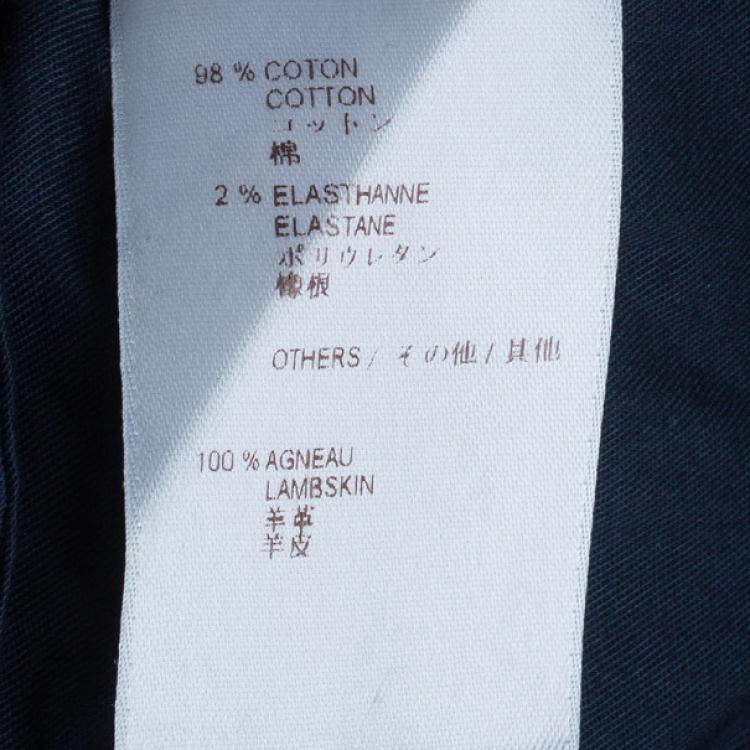 98 % COTON
COTTON
コットン
棉
2 % ELASTHANNE
ELASTANE
ポリウレタン
橡根
OTHERS / その他 / 其他
100 % AGNEAU
LAMBSKIN
羊革
羊皮